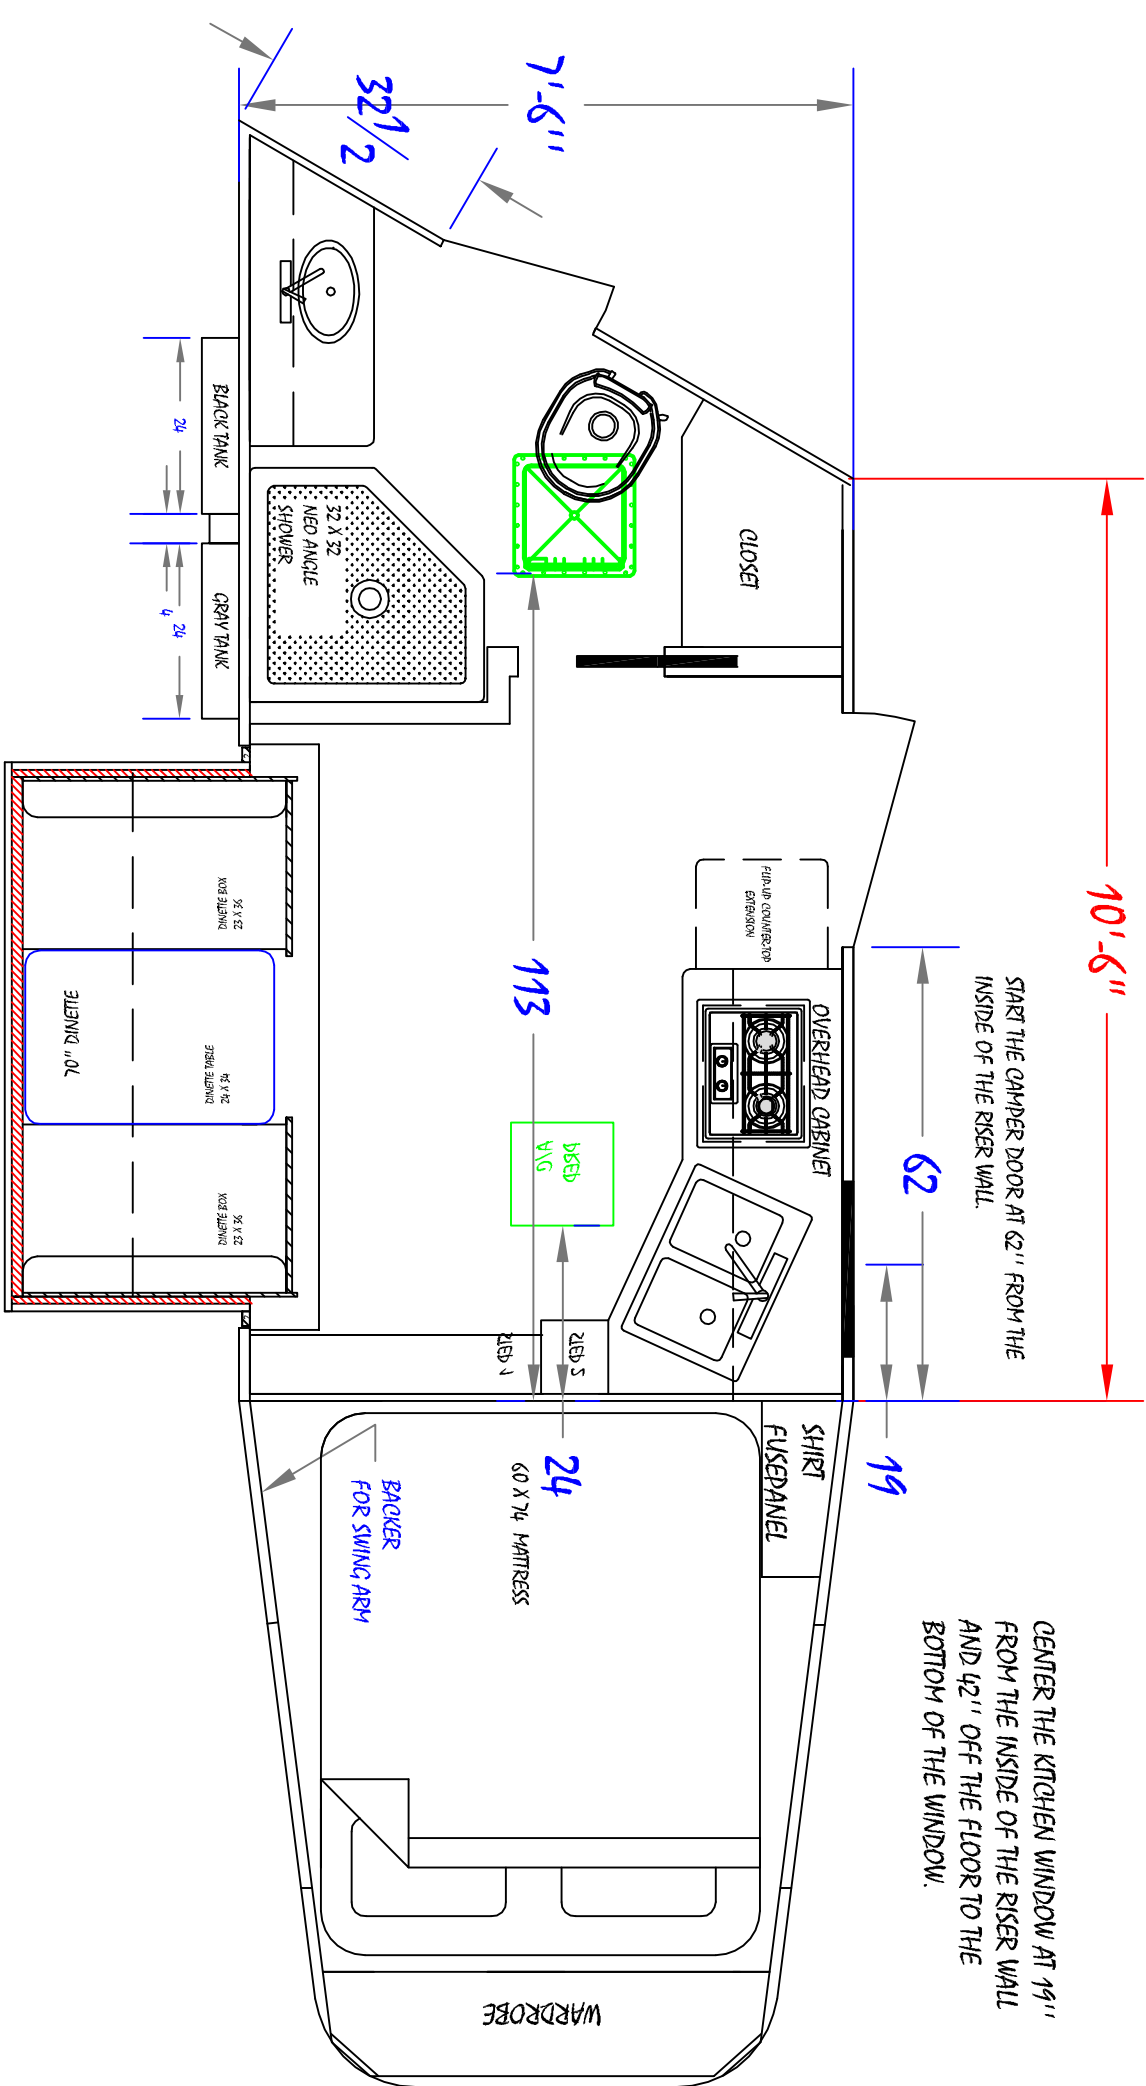 7'-6"
32 1/2
BLACK TANK
24
GRAY TANK
24
4
32 X 32
NEO ANGLE
SHOWER
CLOSET
10'-6"
START THE CAMPER DOOR AT 62" FROM THE
INSIDE OF THE RISER WALL.
62
19
113
FLIP-UP COUNTERTOP
EXTENSION
OVERHEAD CABINET
DINETTE BOX
23 X 36
DINETTE TABLE
24 X 34
70" DINETTE
DINETTE BOX
23 X 36
A/C
STEP 1
STEP 2
24
SHIRT
FUSEPANEL
60 X 74 MATTRESS
BACKER
FOR SWING ARM
CENTER THE KITCHEN WINDOW AT 19"
FROM THE INSIDE OF THE RISER WALL
AND 42" OFF THE FLOOR TO THE
BOTTOM OF THE WINDOW.
WARDROBE